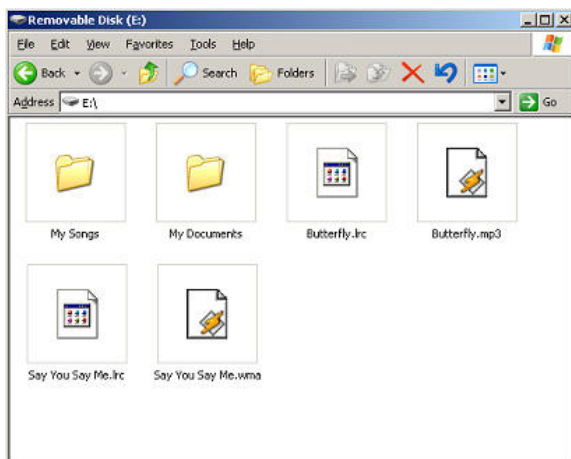 Removable Disk (E:)
File Edit View Favorites Tools Help
Back Search Folders
Address E:\ Go
My Songs My Documents Butterfly.lrc Butterfly.mp3
Say You Say Me.lrc Say You Say Me.wma